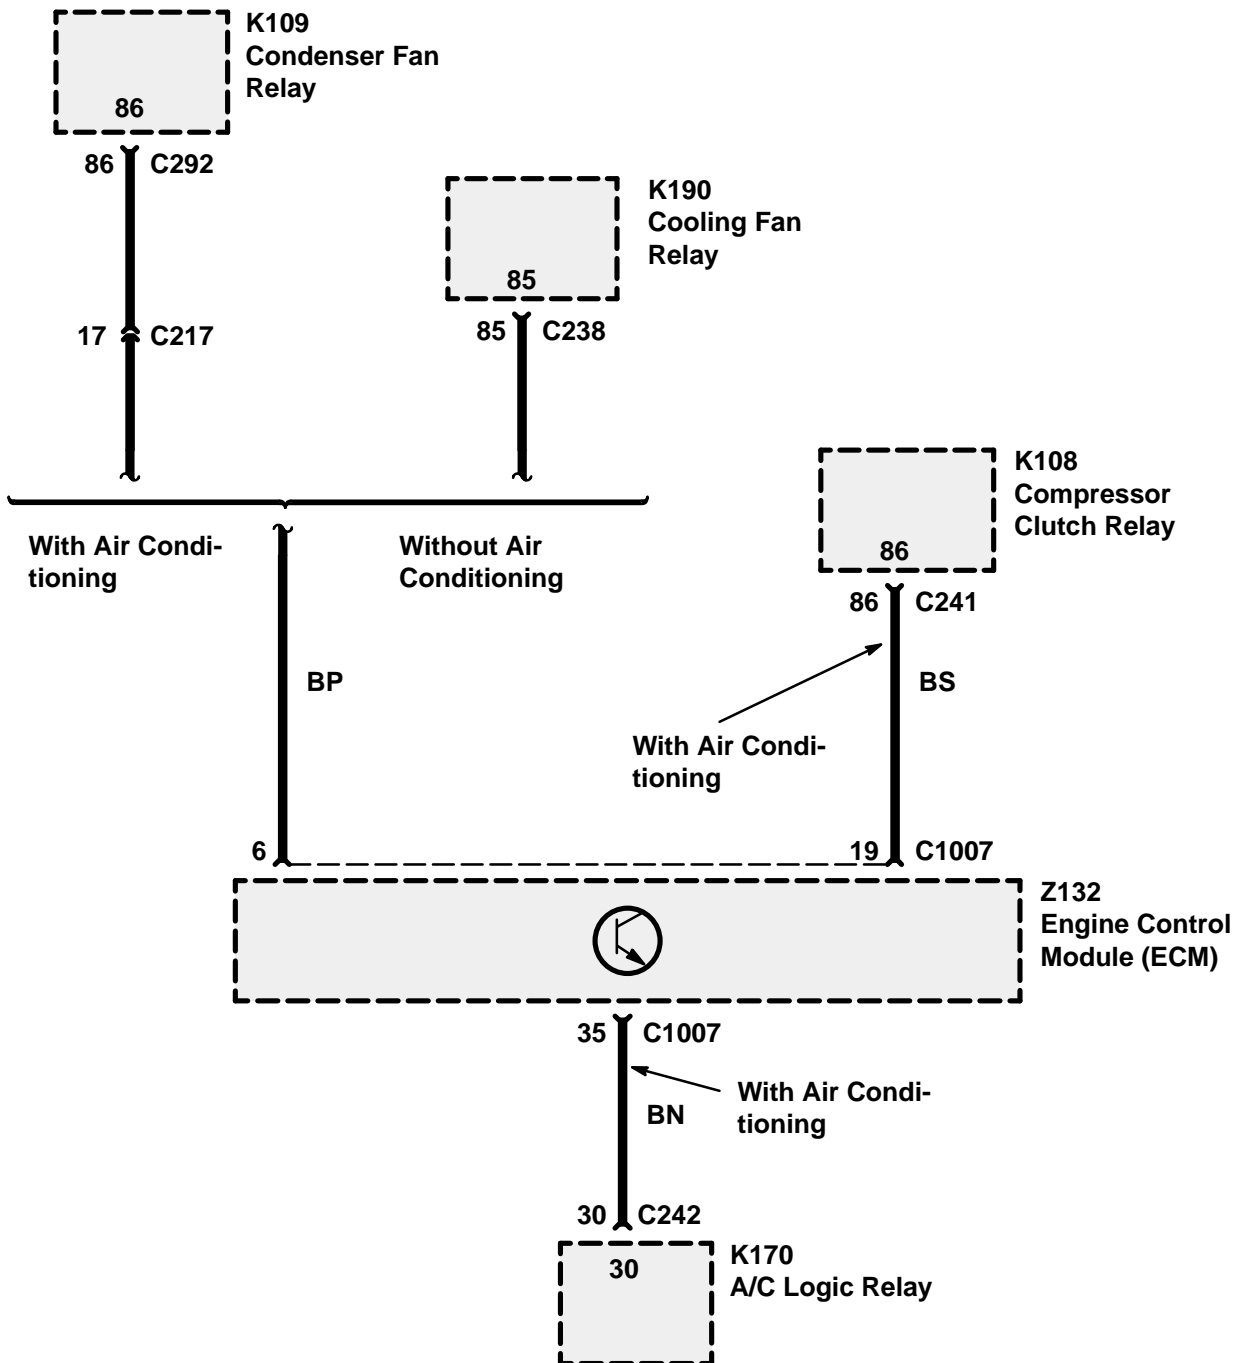 K109
Condenser Fan
Relay
86
86 C292
K190
Cooling Fan
Relay
85
17 C217
85 C238
K108
Compressor
Clutch Relay
With Air Condi-
tioning
Without Air
Conditioning
86
86 C241
BP
BS
With Air Condi-
tioning
6
19 C1007
Z132
Engine Control
Module (ECM)
35 C1007
With Air Condi-
tioning
BN
30 C242
30
K170
A/C Logic Relay